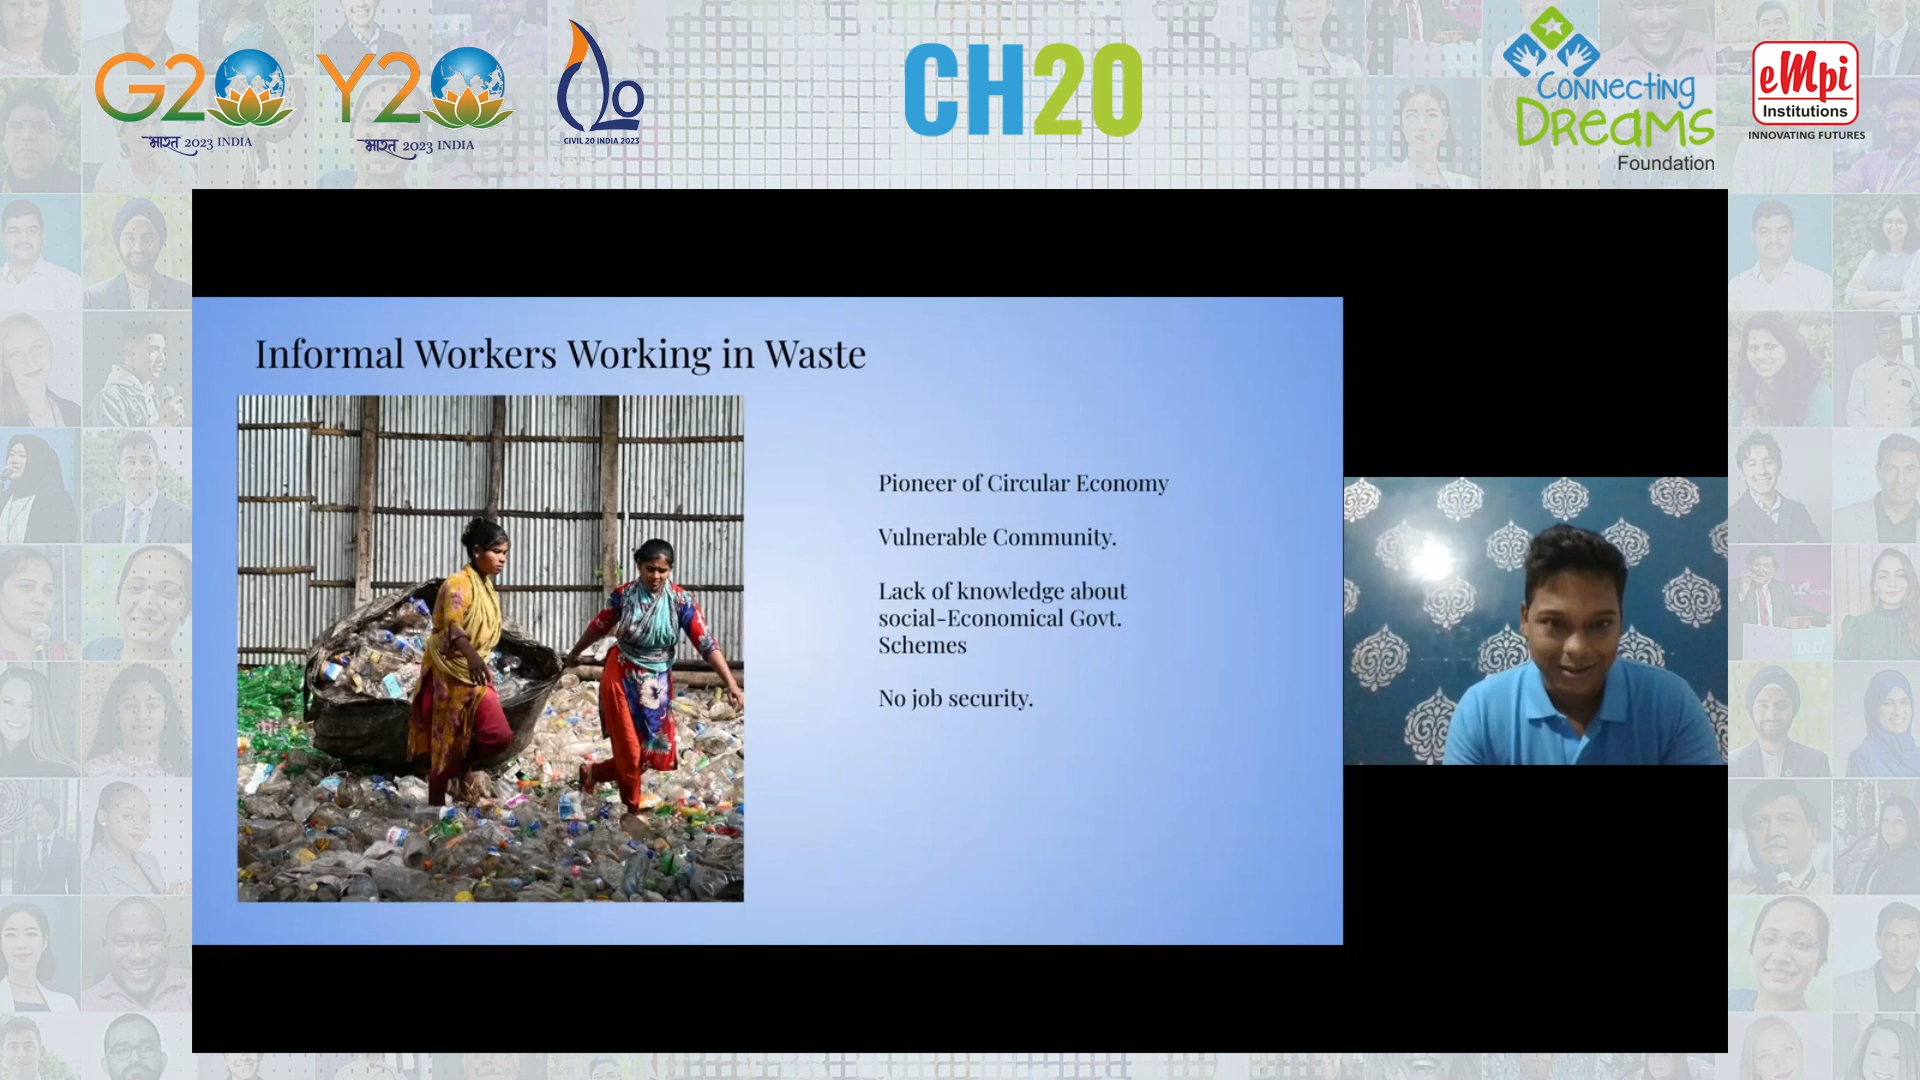 G20
भारत 2023 INDIA
Y20
भारत 2023 INDIA
C20
CIVIL 20 INDIA 2023
CH20
Connecting
Dreams
Foundation
eMpi
Institutions
INNOVATING FUTURES
Informal Workers Working in Waste
Pioneer of Circular Economy
Vulnerable Community.
Lack of knowledge about
social-Economical Govt.
Schemes
No job security.